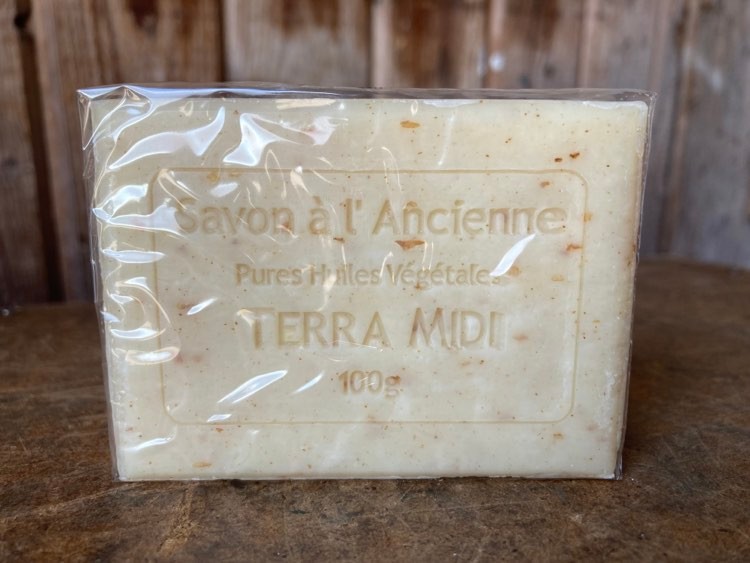 Savon à l' Ancienne
Pures Huiles Végétales
TERRA MIDI
100g